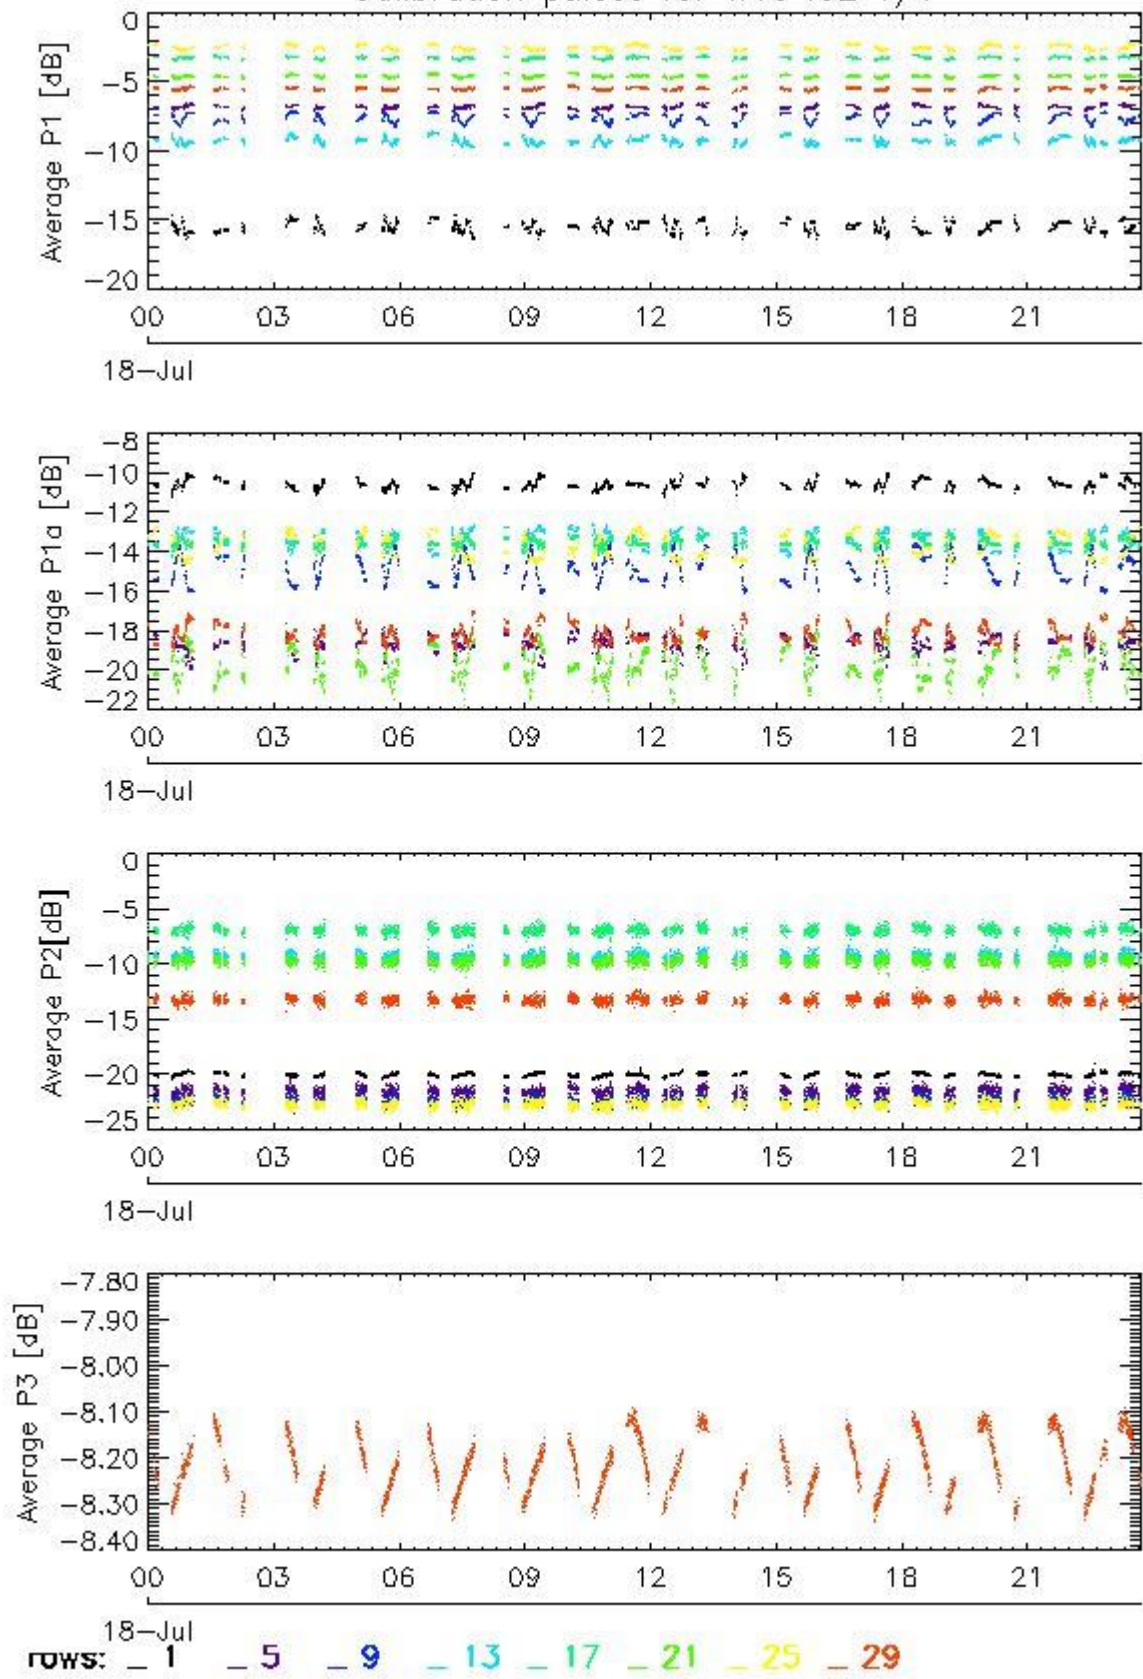 0
−5
−10
−15
−20
Average P1 [dB]
00 03 06 09 12 15 18 21
18−Jul
−8
−10
−12
−14
−16
−18
−20
−22
Average P1a [dB]
00 03 06 09 12 15 18 21
18−Jul
0
−5
−10
−15
−20
−25
Average P2[dB]
00 03 06 09 12 15 18 21
18−Jul
−7.80
−7.90
−8.00
−8.10
−8.20
−8.30
−8.40
Average P3 [dB]
00 03 06 09 12 15 18 21
18−Jul
rows: _ 1 _ 5 _ 9 _ 13 _ 17 _ 21 _ 25 _ 29